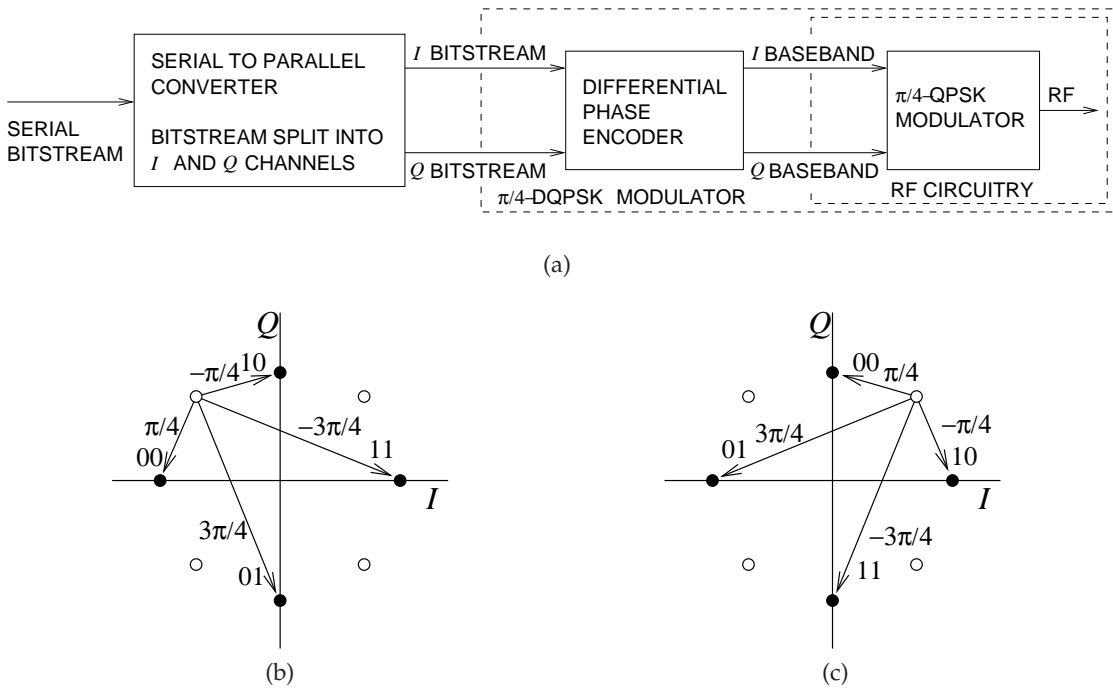 SERIAL
BITSTREAM
SERIAL TO PARALLEL
CONVERTER
BITSTREAM SPLIT INTO
I AND Q CHANNELS
I BITSTREAM
Q BITSTREAM
DIFFERENTIAL
PHASE
ENCODER
π/4–DQPSK MODULATOR
I BASEBAND
Q BASEBAND
π/4–QPSK
MODULATOR
RF
RF CIRCUITRY
(a)
Q
−π/4
10
π/4
00
−3π/4
11
I
3π/4
01
(b)
Q
00
π/4
01
3π/4
−π/4
10
I
−3π/4
11
(c)